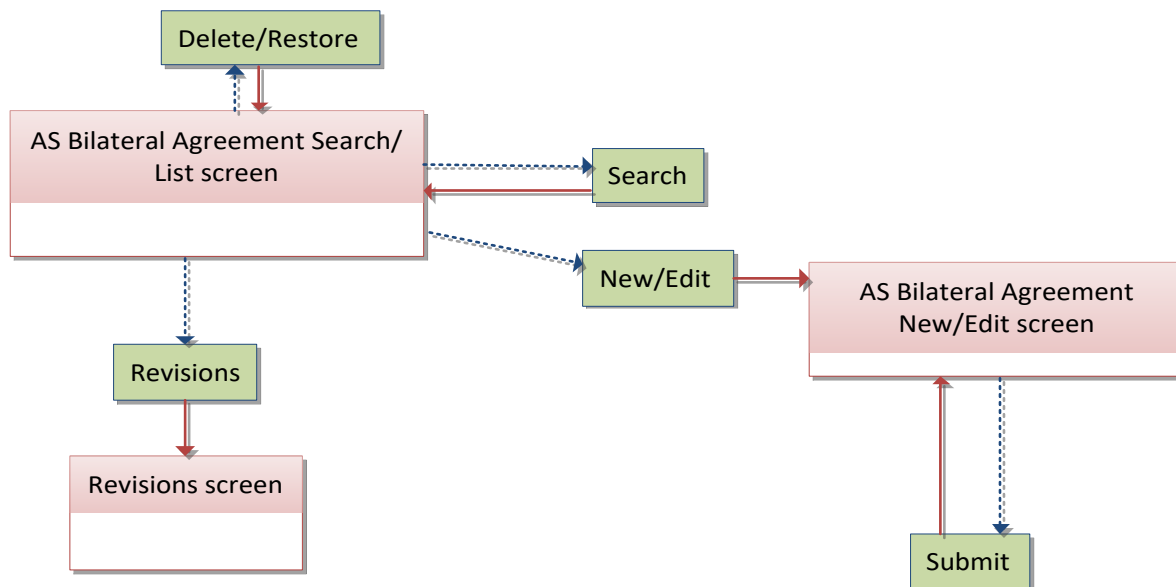 Delete/Restore
AS Bilateral Agreement Search/
List screen
Search
New/Edit
AS Bilateral Agreement
New/Edit screen
Revisions
Revisions screen
Submit